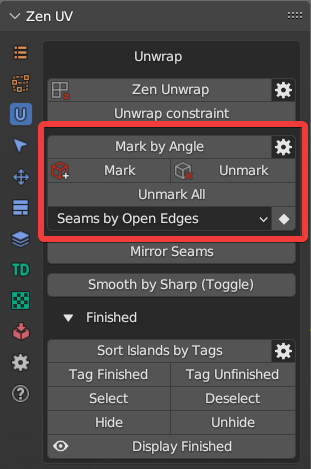 Zen UV
Unwrap
Zen Unwrap
Unwrap constraint
Mark by Angle
Mark Unmark
Unmark All
Seams by Open Edges
Mirror Seams
Smooth by Sharp (Toggle)
TD
Finished
Sort Islands by Tags
Tag Finished Tag Unfinished
Select Deselect
Hide Unhide
Display Finished